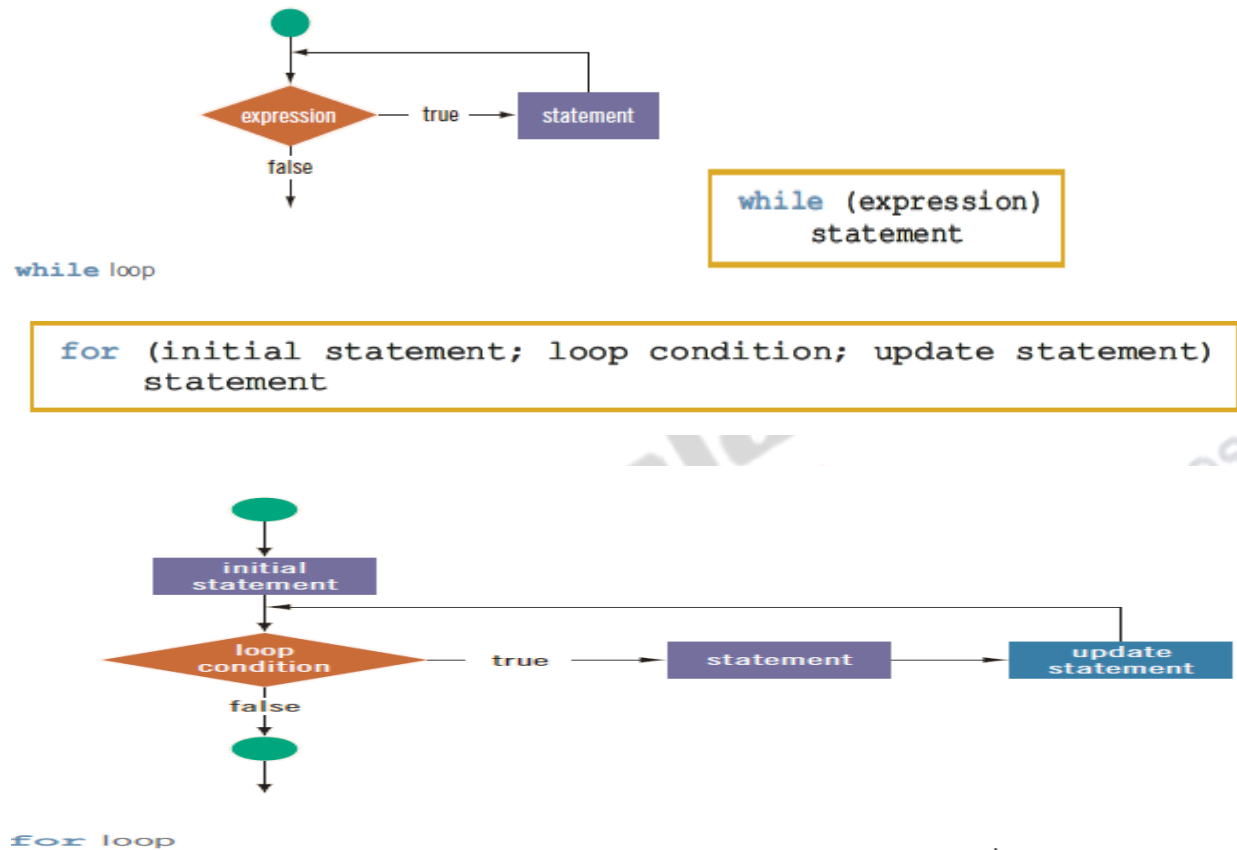 expression
true
statement
false
while (expression)
statement
while loop
for (initial statement; loop condition; update statement)
statement
initial
statement
loop
condition
true
statement
update
statement
false
for loop